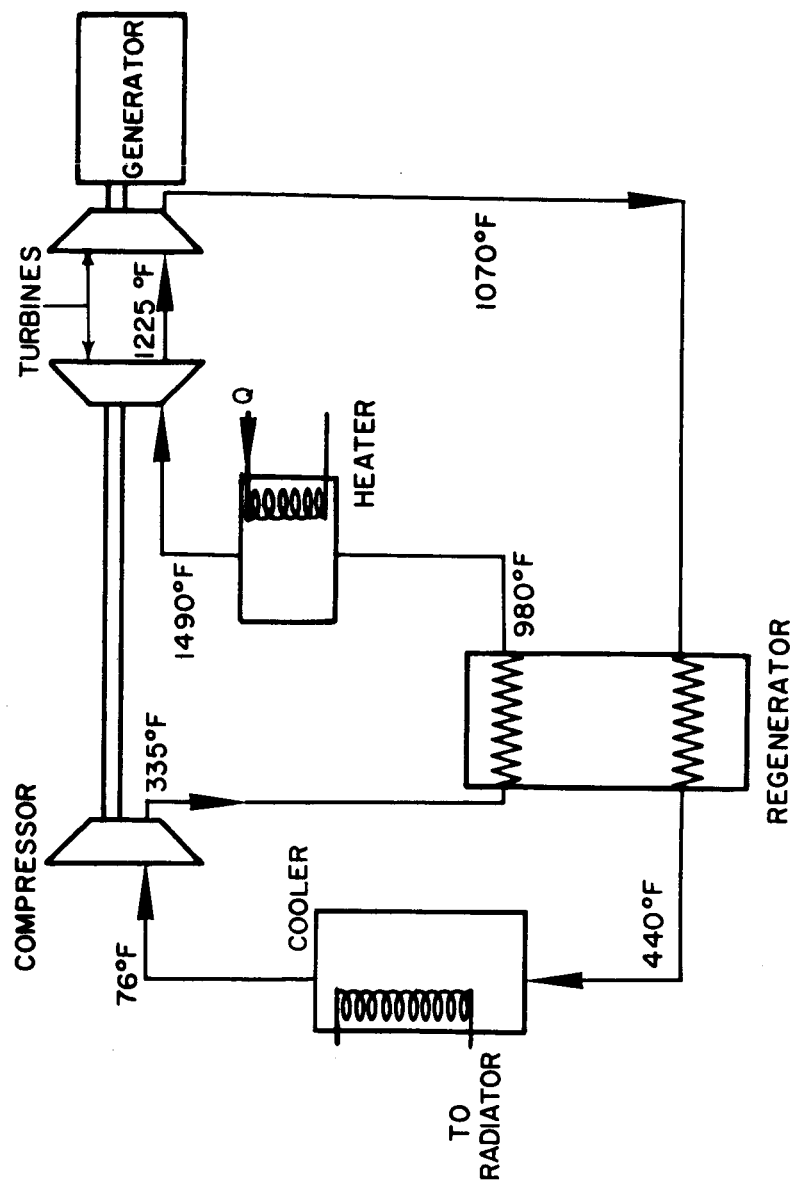 COMPRESSOR
TURBINES
GENERATOR
76°F
335°F
1490°F
1225 °F
COOLER
HEATER
Q
1070°F
980°F
440°F
TO
RADIATOR
REGENERATOR